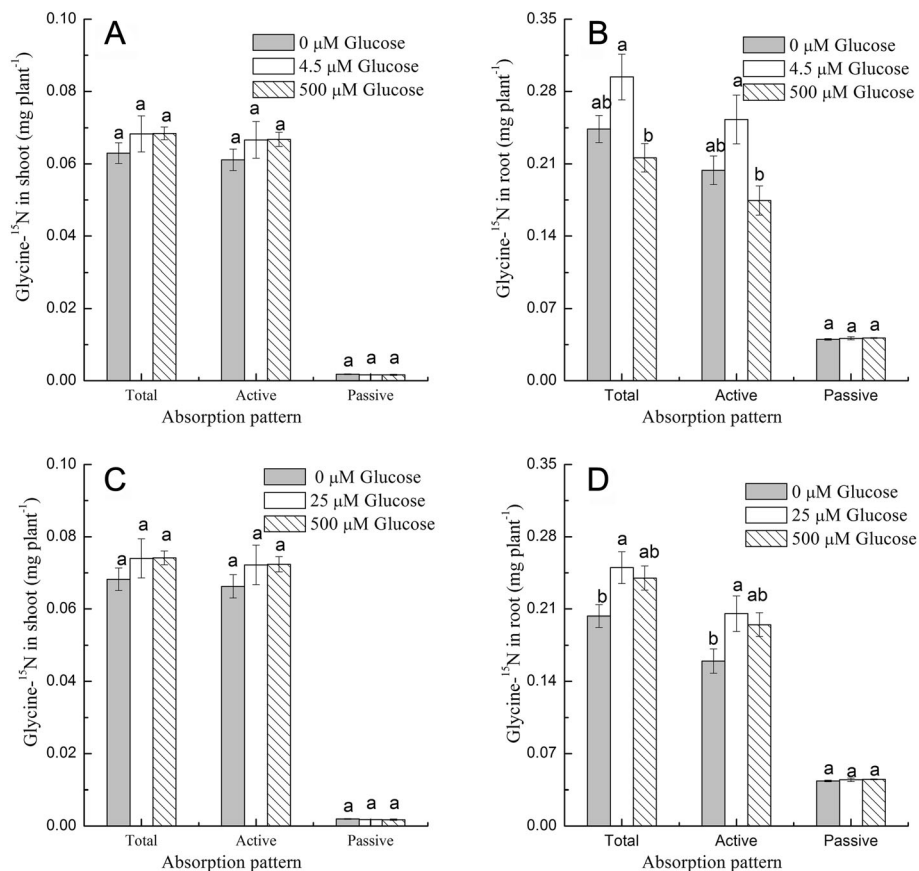 A
0 μM Glucose
4.5 μM Glucose
500 μM Glucose
Glycine-¹⁵N in shoot (mg plant⁻¹)
0.10
0.08
0.06
0.04
0.02
0.00
a a a a a a a a a
Total Active Passive
Absorption pattern
B
0 μM Glucose
4.5 μM Glucose
500 μM Glucose
Glycine-¹⁵N in root (mg plant⁻¹)
0.35
0.28
0.21
0.14
0.07
0.00
ab a b ab a b a a a
Total Active Passive
Absorption pattern
C
0 μM Glucose
25 μM Glucose
500 μM Glucose
Glycine-¹⁵N in shoot (mg plant⁻¹)
0.10
0.08
0.06
0.04
0.02
0.00
a a a a a a a a a
Total Active Passive
Absorption pattern
D
0 μM Glucose
25 μM Glucose
500 μM Glucose
Glycine-¹⁵N in root (mg plant⁻¹)
0.35
0.28
0.21
0.14
0.07
0.00
b a ab b a ab a a a
Total Active Passive
Absorption pattern